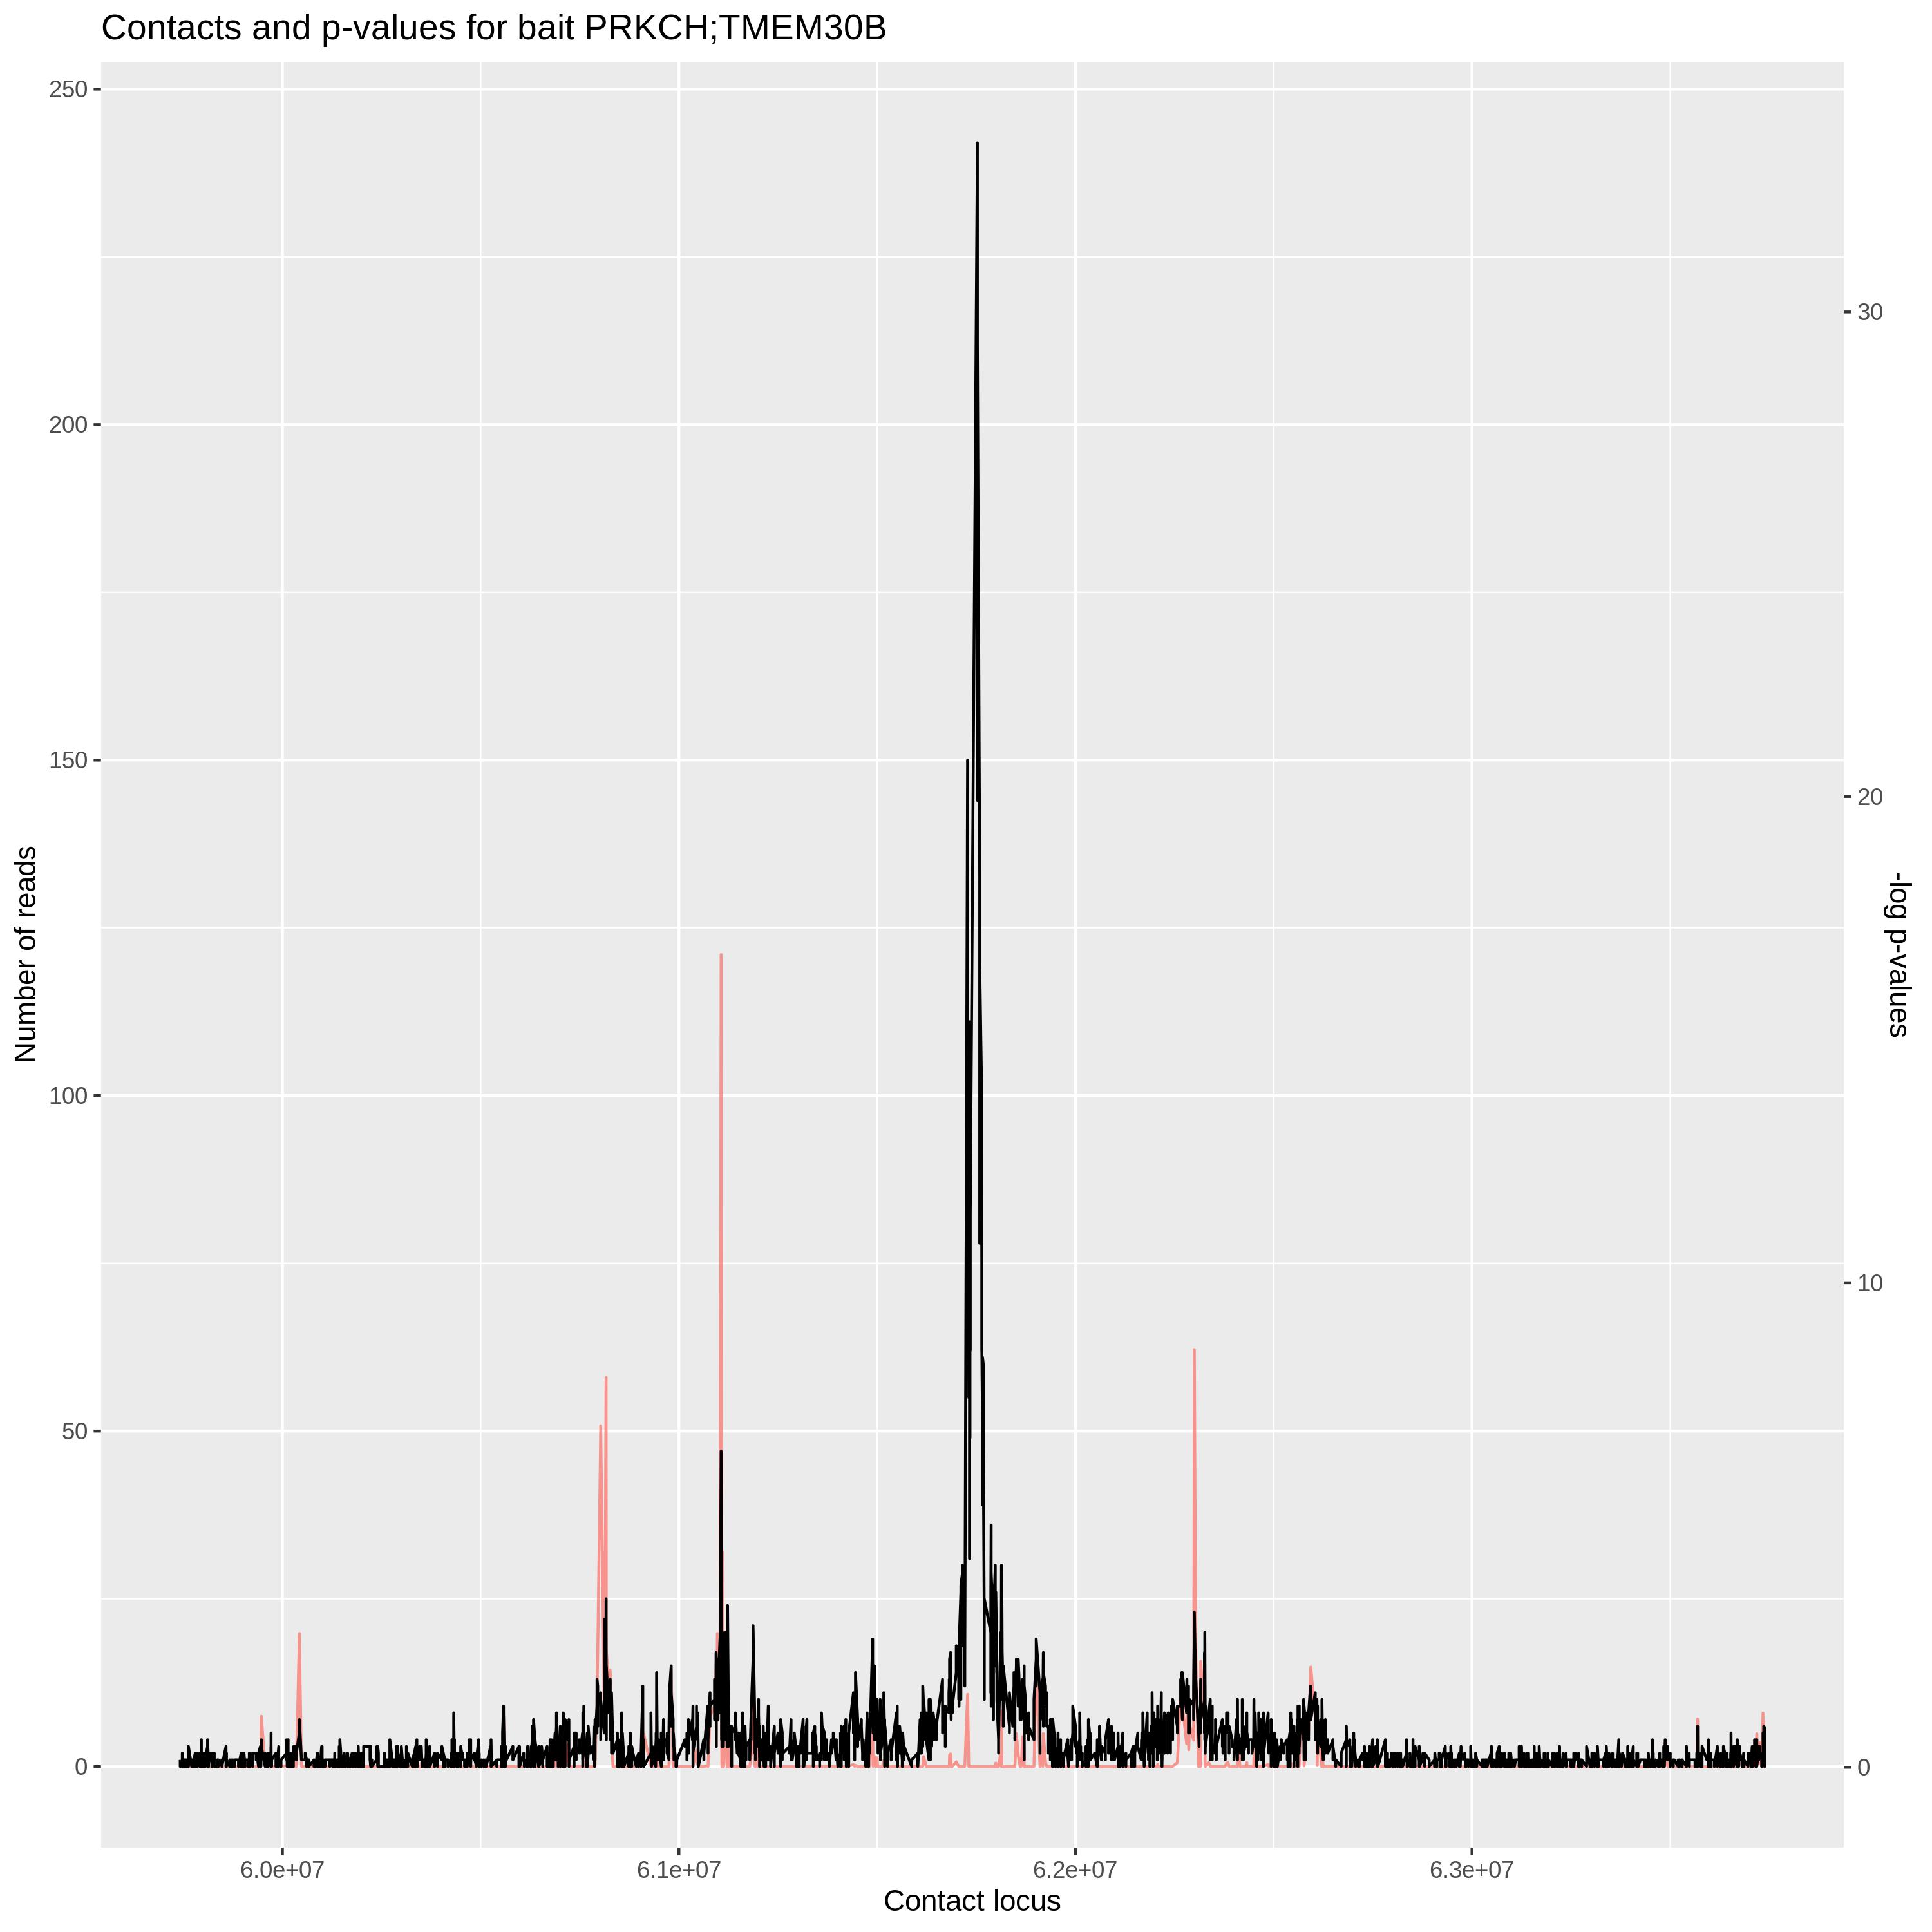 Contacts and p-values for bait PRKCH;TMEM30B
250
200
150
100
50
0
Number of reads
30
20
10
0
-log p-values
6.0e+07 6.1e+07 6.2e+07 6.3e+07
Contact locus